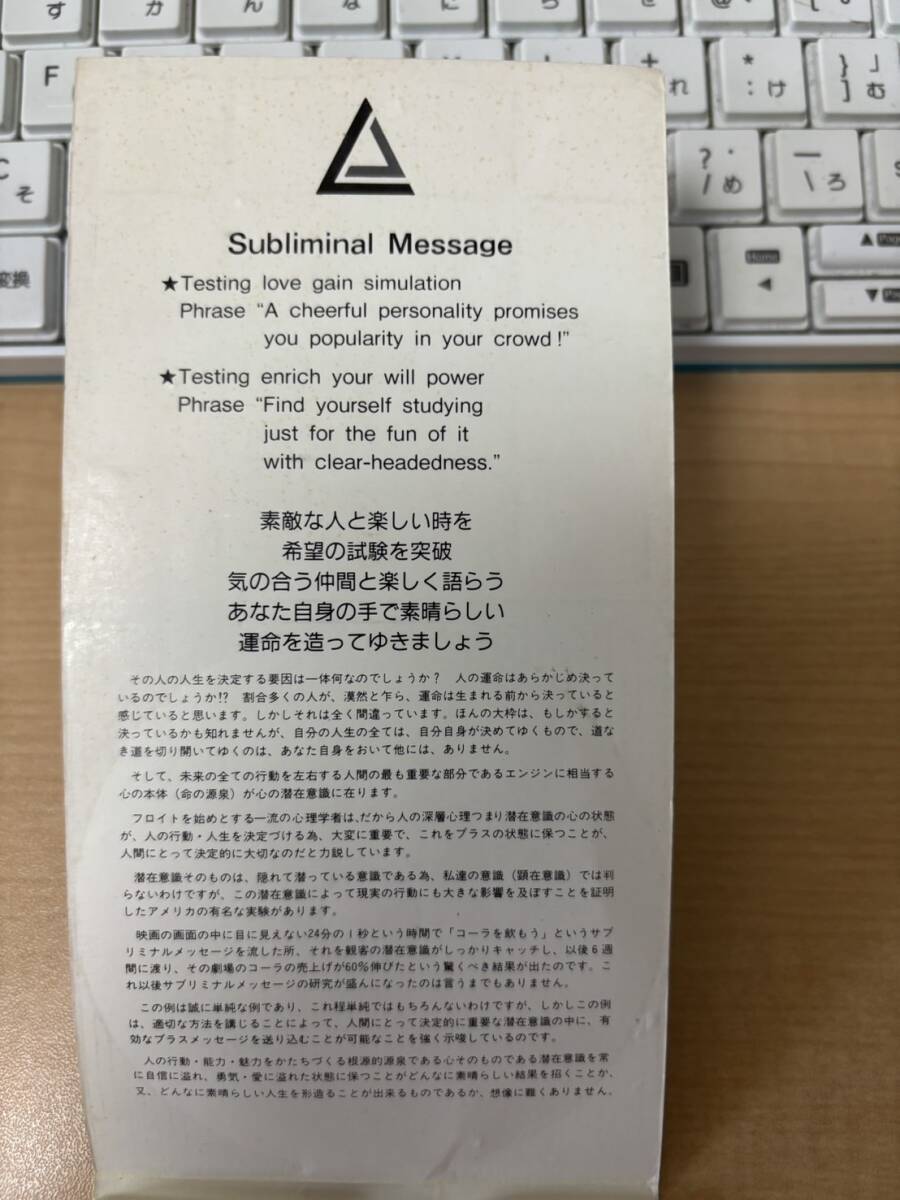 す
か
ん
な
に
ら
せ
@ ゛
F
+
れ
*
: け
} 」
] む
C
そ
? ・
/ め
\ ろ
変換
Home
◀
▲
▼
Subliminal Message
★Testing love gain simulation
Phrase “A cheerful personality promises
you popularity in your crowd!”
★Testing enrich your will power
Phrase “Find yourself studying
just for the fun of it
with clear-headedness.”
素敵な人と楽しい時を
希望の試験を突破
気の合う仲間と楽しく語らう
あなた自身の手で素晴らしい
運命を造ってゆきましょう
その人の人生を決定する要因は一体何なのでしょうか? 人の運命はあらかじめ決って
いるのでしょうか!? 割合多くの人が、漠然と乍ら、運命は生まれる前から決っていると
感じていると思います。しかしそれは全く間違っています。ほんの大枠は、もしかすると
決っているかも知れませんが、自分の人生の全ては、自分自身が決めてゆくもので、道な
き道を切り開いてゆくのは、あなた自身をおいて他には、ありません。
そして、未来の全ての行動を左右する人間の最も重要な部分であるエンジンに相当する
心の本体(命の源泉)が心の潜在意識に在ります。
フロイトを始めとする一流の心理学者は、だから人の深層心理つまり潜在意識の心の状態
が、人の行動・人生を決定づける為、大変に重要で、これをプラスの状態に保つことが、
人間にとって決定的に大切なのだと力説しています。
潜在意識そのものは、隠れて潜っている意識である為、私達の意識(顕在意識)では判
らないわけですが、この潜在意識によって現実の行動にも大きな影響を及ぼすことを証明
したアメリカの有名な実験があります。
映画の画面の中に目に見えない24分の1秒という時間で「コーラを飲もう」というサブ
リミナルメッセージを流した所、それを観客の潜在意識がしっかりキャッチし、以後6週
間に渡り、その劇場のコーラの売上げが60%伸びたという驚くべき結果が出たのです。こ
れ以後サブリミナルメッセージの研究が盛んになったのは言うまでもありません。
この例は誠に単純な例であり、これ程単純ではもちろんないわけですが、しかしこの例
は、適切な方法を講じることによって、人間にとって決定的に重要な潜在意識の中に、有
効なプラスメッセージを送り込むことが可能なことを強く示唆しているのです。
人の行動・能力・魅力をかたちづくる根源的源泉である心そのものである潜在意識を常
に自信に溢れ、勇気・愛に溢れた状態に保つことがどんなに素晴らしい結果を招くことか、
又、どんなに素晴らしい人生を形造ることが出来るものであるか、想像に難くありません。